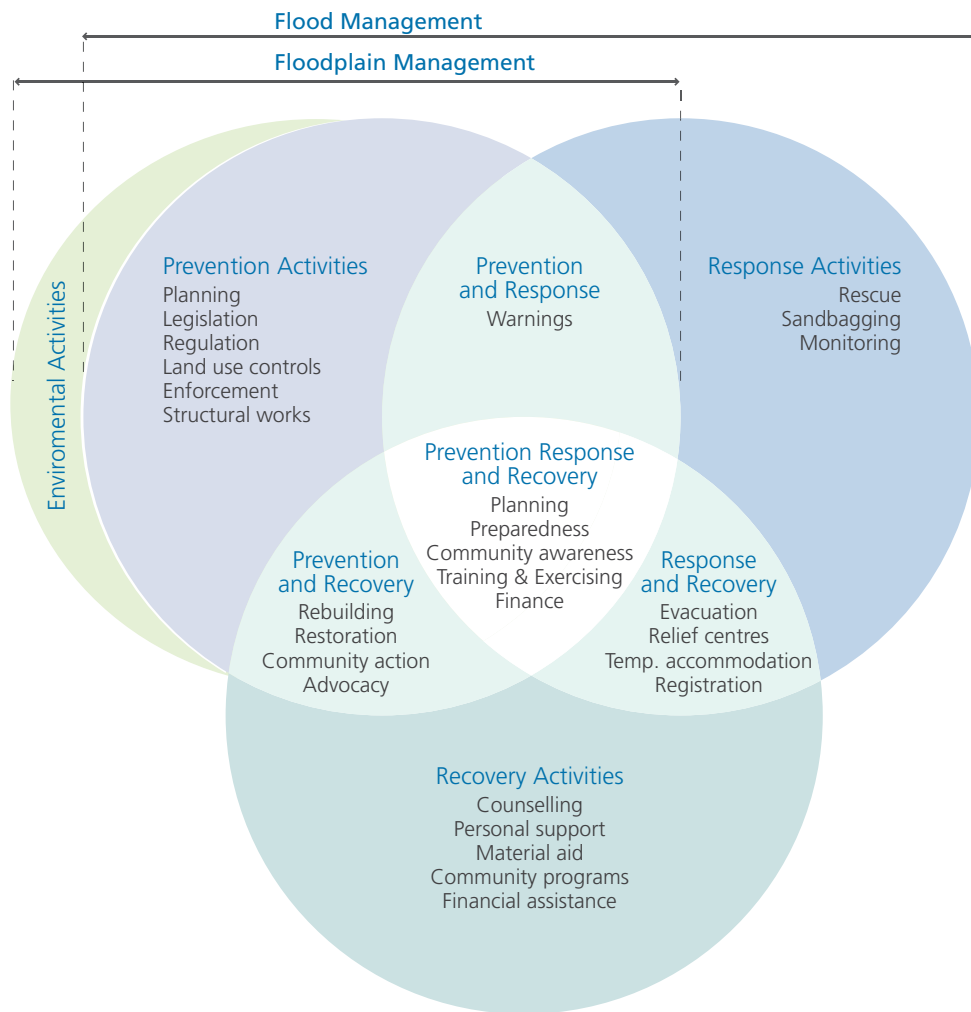 Flood Management
Floodplain Management
Enviromental Activities
Prevention Activities
Planning
Legislation
Regulation
Land use controls
Enforcement
Structural works
Prevention
and Response
Warnings
Response Activities
Rescue
Sandbagging
Monitoring
Prevention Response
and Recovery
Planning
Preparedness
Community awareness
Training & Exercising
Finance
Prevention
and Recovery
Rebuilding
Restoration
Community action
Advocacy
Response
and Recovery
Evacuation
Relief centres
Temp. accommodation
Registration
Recovery Activities
Counselling
Personal support
Material aid
Community programs
Financial assistance